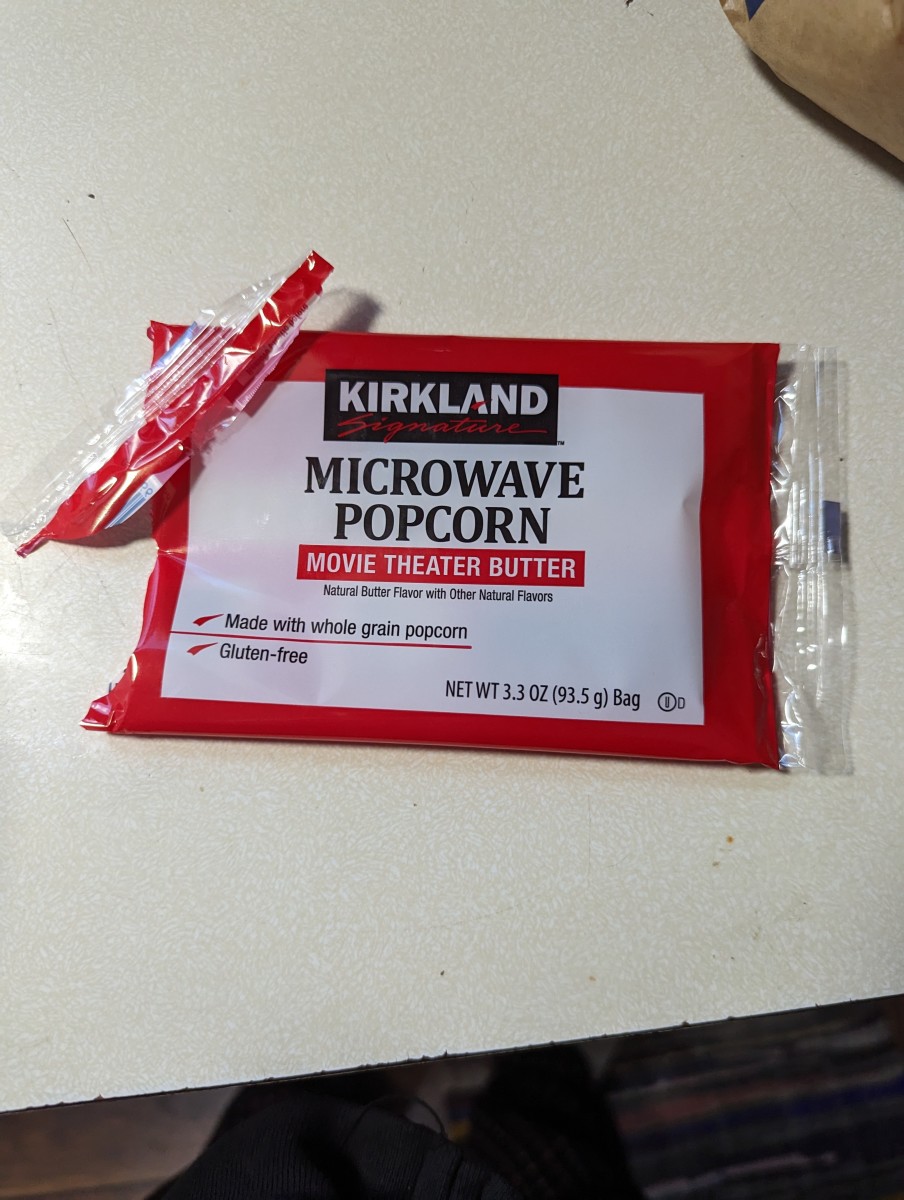 KIRKLAND
Signature™
MICROWAVE
POPCORN
MOVIE THEATER BUTTER
Natural Butter Flavor with Other Natural Flavors
Made with whole grain popcorn
Gluten-free
NET WT 3.3 OZ (93.5 g) Bag Ⓤ D